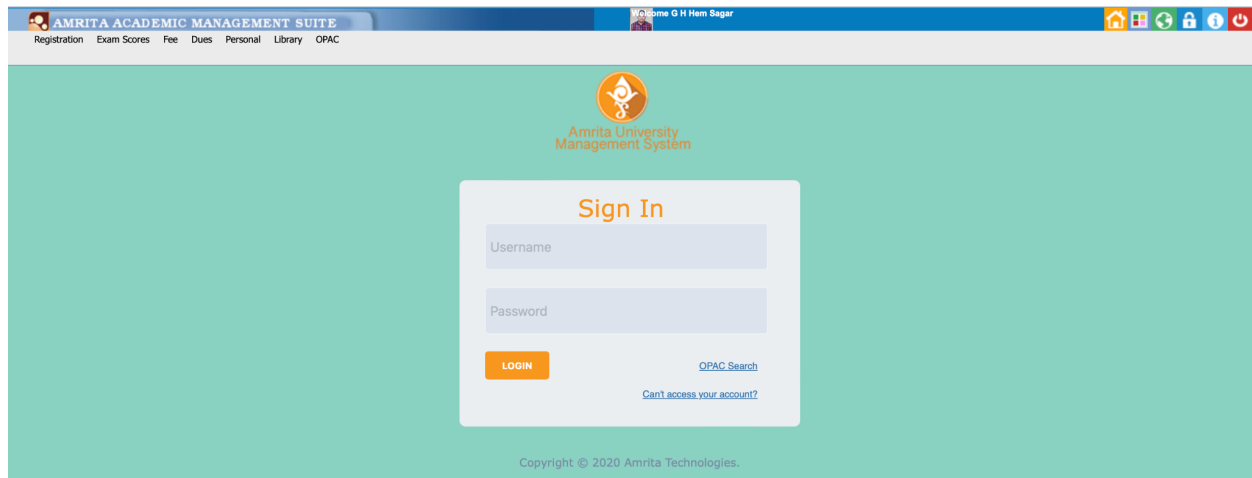 AMRITA ACADEMIC MANAGEMENT SUITE
Welcome G H Hem Sagar
Registration Exam Scores Fee Dues Personal Library OPAC
Amrita University
Management System
Sign In
Username
Password
LOGIN OPAC Search
Can't access your account?
Copyright © 2020 Amrita Technologies.